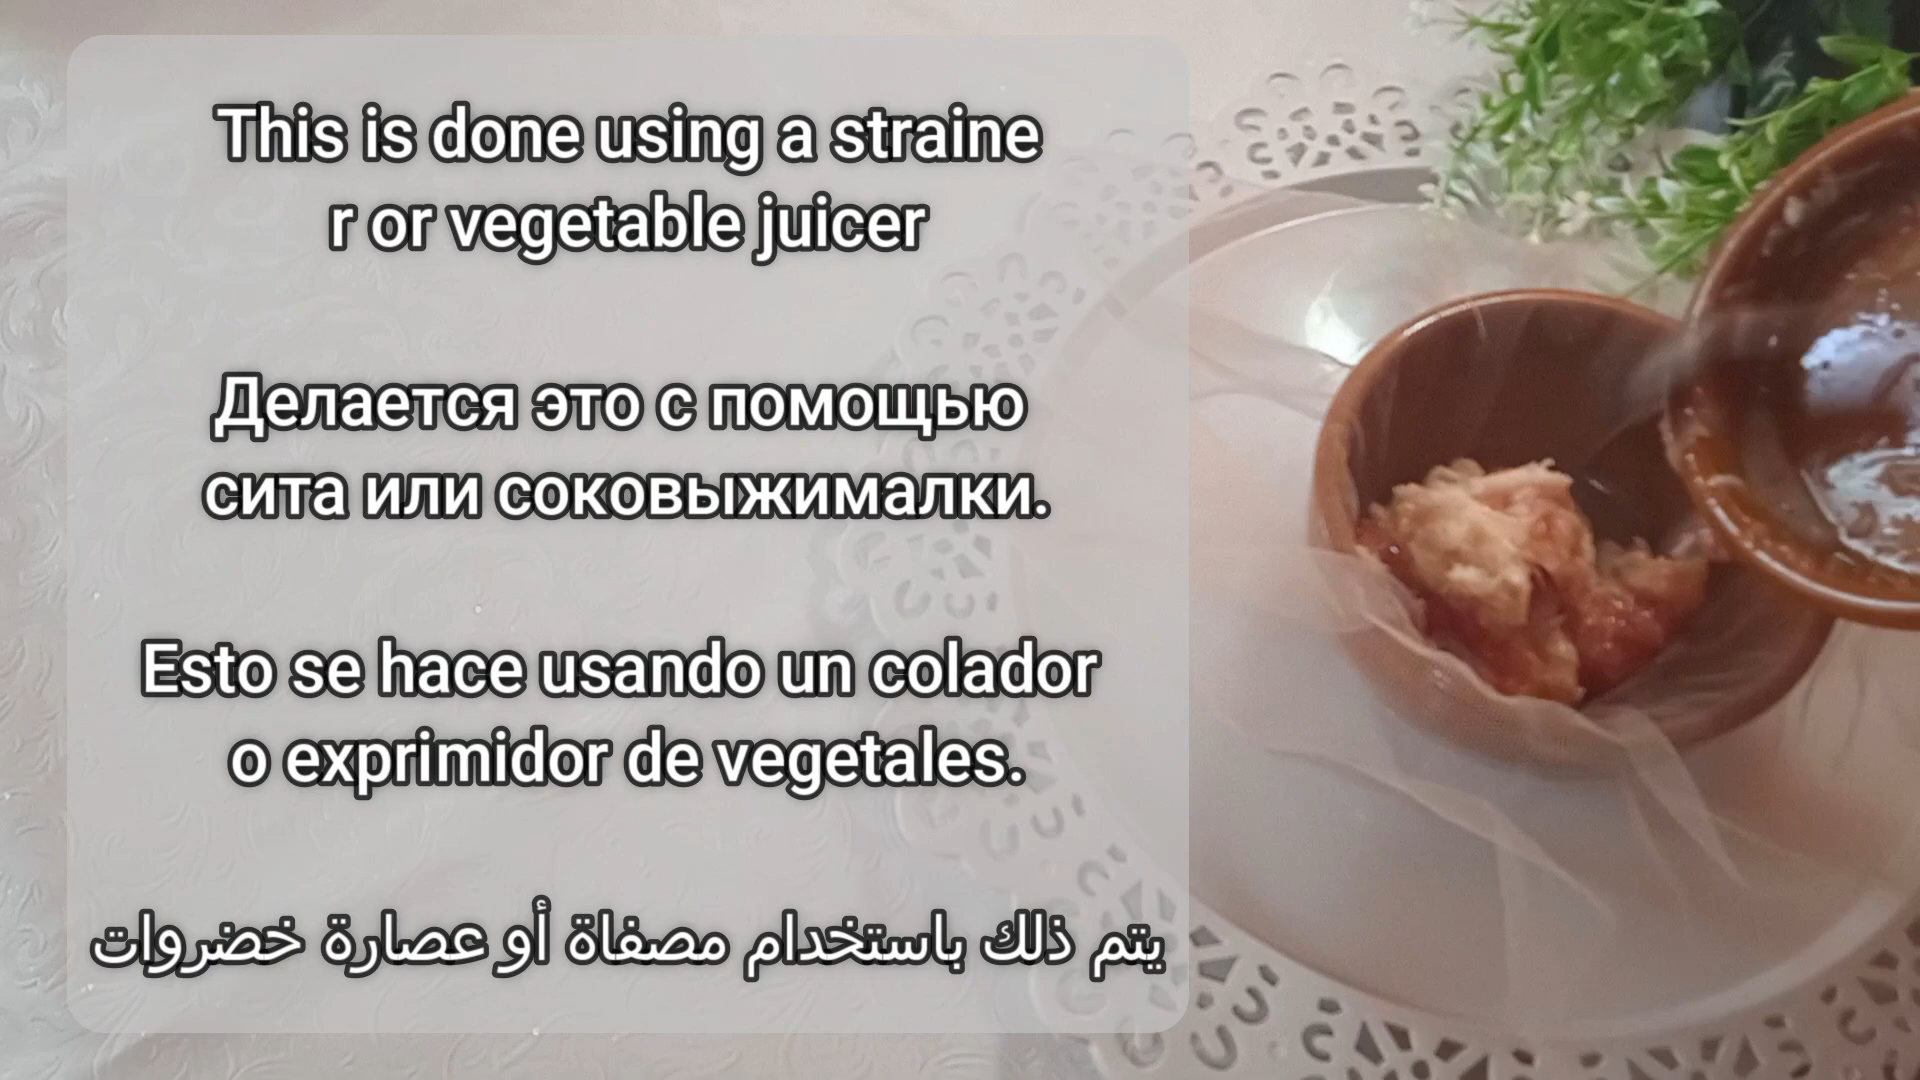 This is done using a straine
r or vegetable juicer
Делается это с помощью
сита или соковыжималки.
Esto se hace usando un colador
o exprimidor de vegetales.
يتم ذلك باستخدام مصفاة أو عصارة خضروات